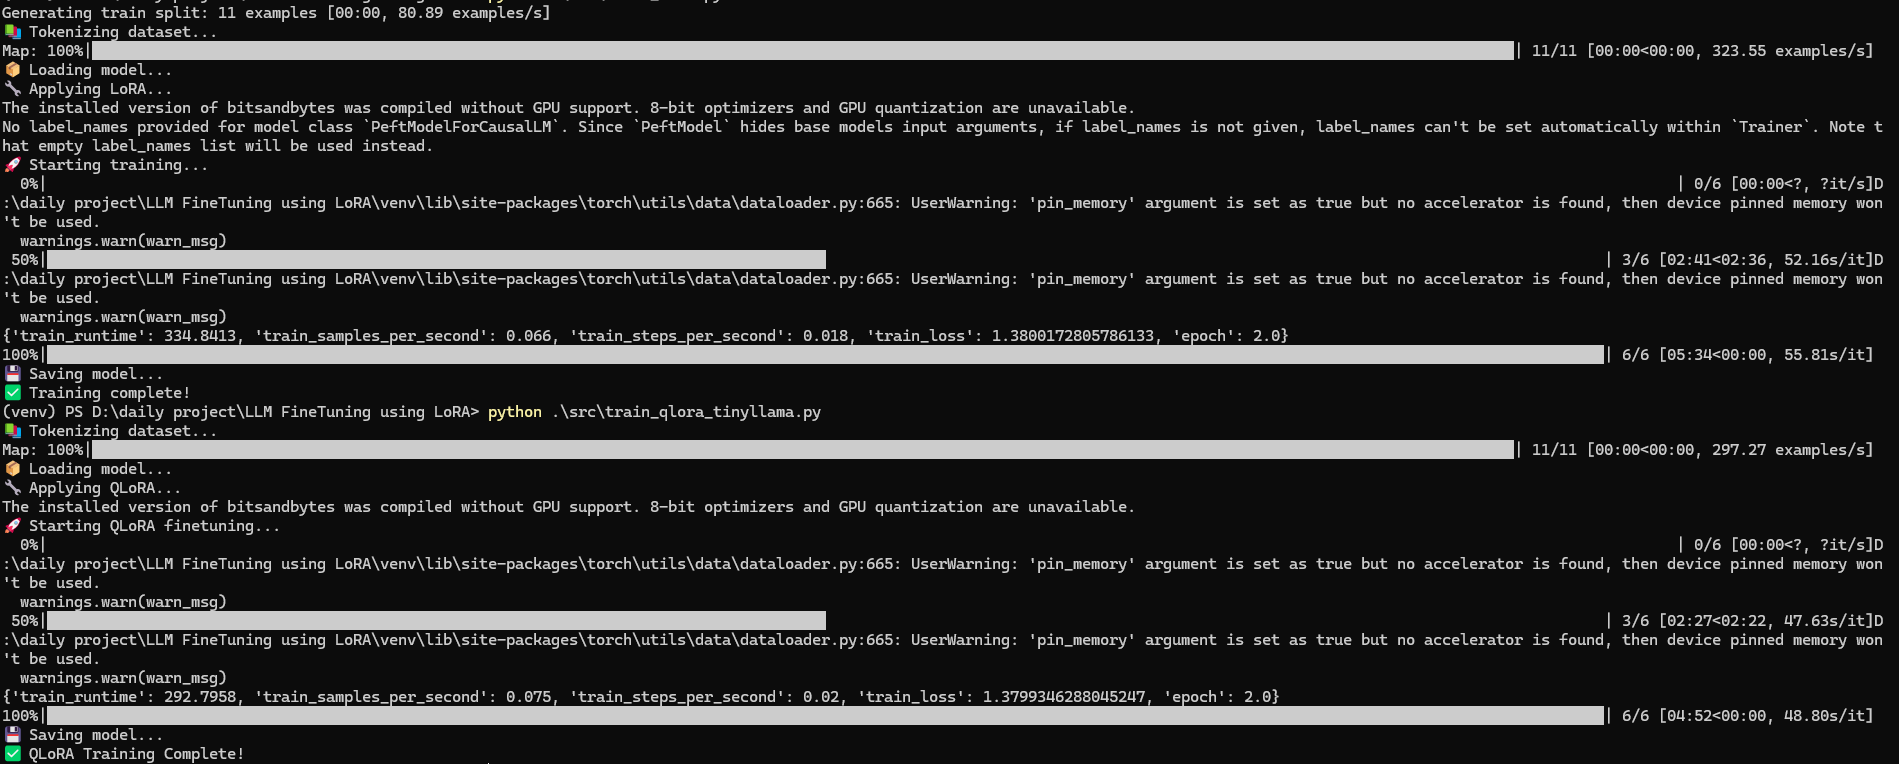 Generating train split: 11 examples [00:00, 80.89 examples/s]
📚 Tokenizing dataset...
Map: 100%| | 11/11 [00:00<00:00, 323.55 examples/s]
📦 Loading model...
🔧 Applying LoRA...
The installed version of bitsandbytes was compiled without GPU support. 8-bit optimizers and GPU quantization are unavailable.
No label_names provided for model class `PeftModelForCausalLM`. Since `PeftModel` hides base models input arguments, if label_names is not given, label_names can't be set automatically within `Trainer`. Note t
hat empty label_names list will be used instead.
🚀 Starting training...
0%| | 0/6 [00:00<?, ?it/s]D
:\daily project\LLM FineTuning using LoRA\venv\lib\site-packages\torch\utils\data\dataloader.py:665: UserWarning: 'pin_memory' argument is set as true but no accelerator is found, then device pinned memory won
't be used.
warnings.warn(warn_msg)
50%| | 3/6 [02:41<02:36, 52.16s/it]D
:\daily project\LLM FineTuning using LoRA\venv\lib\site-packages\torch\utils\data\dataloader.py:665: UserWarning: 'pin_memory' argument is set as true but no accelerator is found, then device pinned memory won
't be used.
warnings.warn(warn_msg)
{'train_runtime': 334.8413, 'train_samples_per_second': 0.066, 'train_steps_per_second': 0.018, 'train_loss': 1.3800172805786133, 'epoch': 2.0}
100%| | 6/6 [05:34<00:00, 55.81s/it]
💾 Saving model...
✅ Training complete!
(venv) PS D:\daily project\LLM FineTuning using LoRA> python .\src\train_qlora_tinyllama.py
📚 Tokenizing dataset...
Map: 100%| | 11/11 [00:00<00:00, 297.27 examples/s]
📦 Loading model...
🔧 Applying QLoRA...
The installed version of bitsandbytes was compiled without GPU support. 8-bit optimizers and GPU quantization are unavailable.
🚀 Starting QLoRA finetuning...
0%| | 0/6 [00:00<?, ?it/s]D
:\daily project\LLM FineTuning using LoRA\venv\lib\site-packages\torch\utils\data\dataloader.py:665: UserWarning: 'pin_memory' argument is set as true but no accelerator is found, then device pinned memory won
't be used.
warnings.warn(warn_msg)
50%| | 3/6 [02:27<02:22, 47.63s/it]D
:\daily project\LLM FineTuning using LoRA\venv\lib\site-packages\torch\utils\data\dataloader.py:665: UserWarning: 'pin_memory' argument is set as true but no accelerator is found, then device pinned memory won
't be used.
warnings.warn(warn_msg)
{'train_runtime': 292.7958, 'train_samples_per_second': 0.075, 'train_steps_per_second': 0.02, 'train_loss': 1.3799346288045247, 'epoch': 2.0}
100%| | 6/6 [04:52<00:00, 48.80s/it]
💾 Saving model...
✅ QLoRA Training Complete!